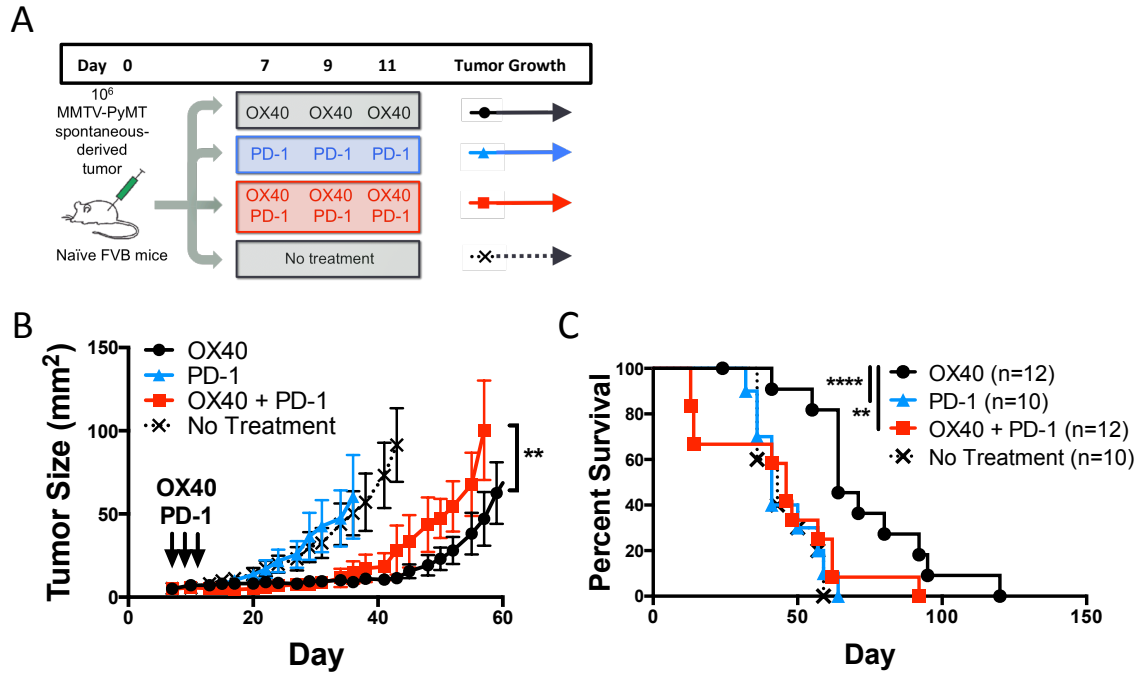 A
Day 0 7 9 11 Tumor Growth
10⁶
MMTV-PyMT
spontaneous-
derived
tumor
Naïve FVB mice
OX40 OX40 OX40
PD-1 PD-1 PD-1
OX40 OX40 OX40
PD-1 PD-1 PD-1
No treatment
B
Tumor Size (mm²)
150
100
50
0
OX40
PD-1
OX40 + PD-1
No Treatment
OX40
PD-1
**
0 20 40 60
Day
C
Percent Survival
100
80
60
40
20
0
****
**
OX40 (n=12)
PD-1 (n=10)
OX40 + PD-1 (n=12)
No Treatment (n=10)
0 50 100 150
Day